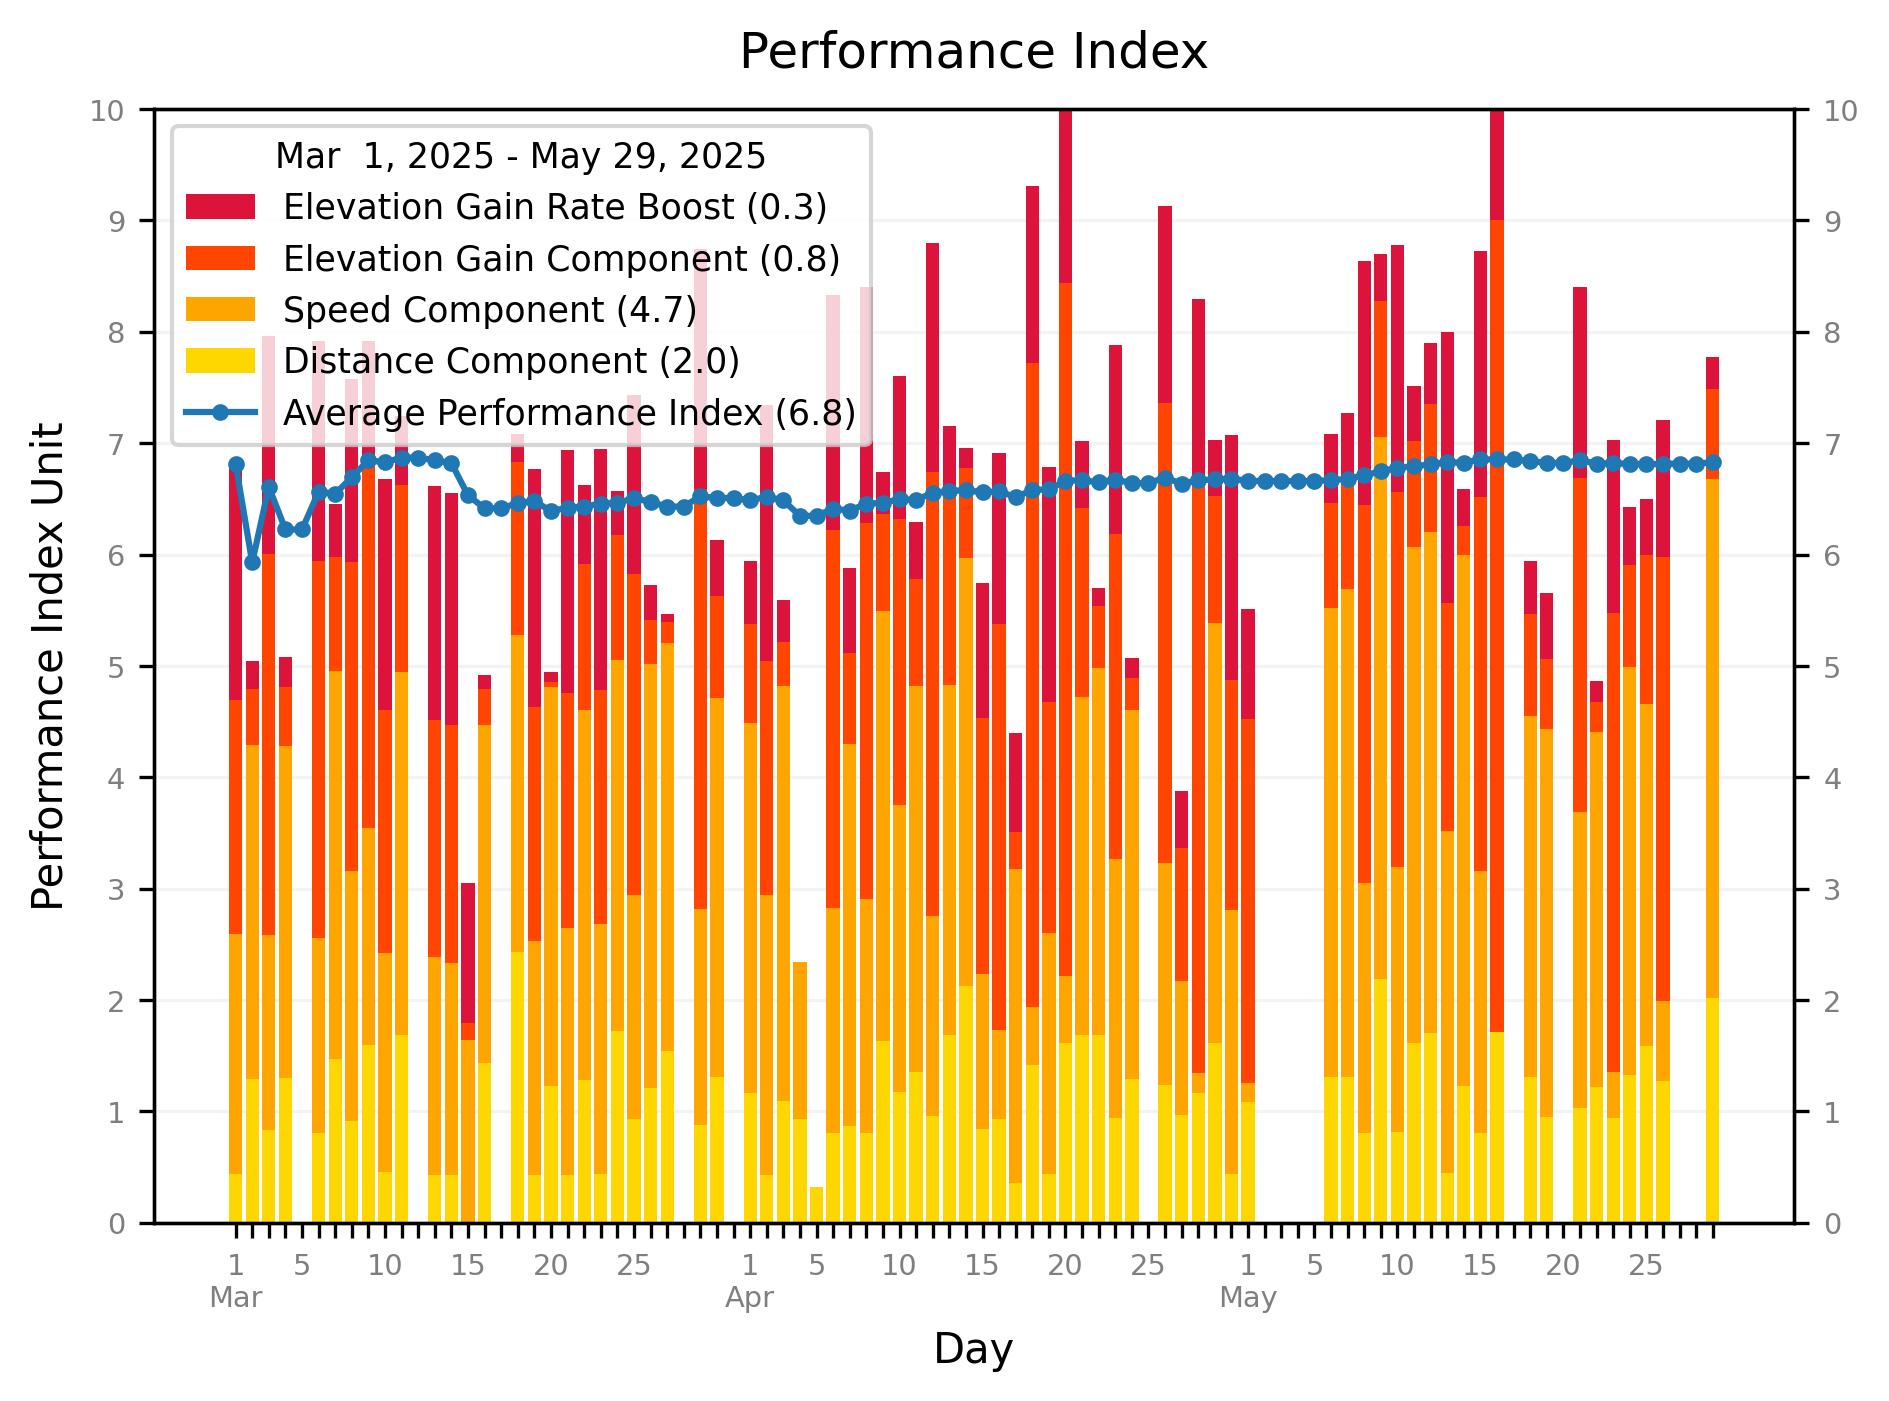 Performance Index
Mar  1, 2025 - May 29, 2025
Elevation Gain Rate Boost (0.3)
Elevation Gain Component (0.8)
Speed Component (4.7)
Distance Component (2.0)
Average Performance Index (6.8)
Performance Index Unit
10
9
8
7
6
5
4
3
2
1
0
10
9
8
7
6
5
4
3
2
1
0
1 5 10 15 20 25 1 5 10 15 20 25 1 5 10 15 20 25
Mar Apr May
Day